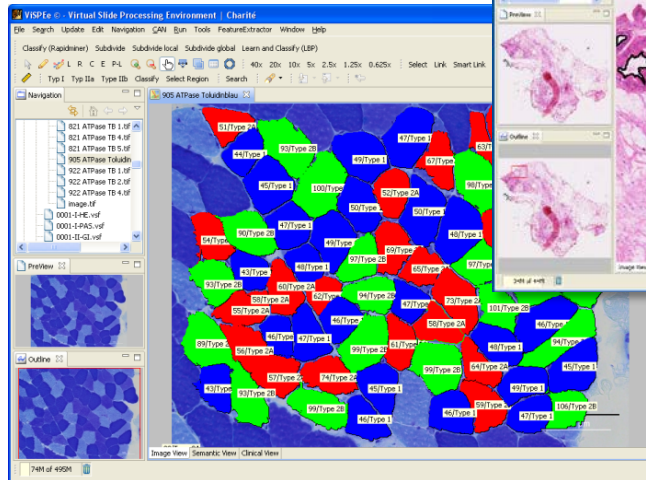 ViSPEe © - Virtual Slide Processing Environment | Charité
File Search Update Edit Navigation CAN Run Tools FeatureExtractor Window Help
Classify (Rapidminer) Subdivide Subdivide local Subdivide global Learn and Classify (LBP)
L R C E P-L 40x 20x 10x 5x 2.5x 1.25x 0.625x Select Link Smart Link
Typ I Typ IIa Type IIb Classify Select Region Search
Navigation
821 ATPase TB 1.tif
821 ATPase TB 4.tif
821 ATPase TB 5.tif
905 ATPase Toluidin
922 ATPase TB 1.tif
922 ATPase TB 2.tif
922 ATPase TB 4.tif
image.tif
0001-I-HE.vsf
0001-I-PAS.vsf
0001-II-GI.vsf
PreView
Outline
74M of 495M
905 ATPase Toluidinblau
51/Type 2A
47/Type 1
63/T
44/Type 1
93/Type 2B
49/Type 1
67/Type
45/Type 1
100/Type
52/Type 2A
98/Type
50/Type 1
50/Type 1
54/Type
90/Type 2B
47/Type 1
49/Type
69/Type
48/Type 1
97/Type 2B
43/Type 1
48/Type 1
65/Type
97/Type
93/Type 2B
60/Type 2A
62/Type
94/Type 2B
58/Type 2A
47/Type
73/Type 2A
55/Type 2A
101/Type 2B
46/Type 1
46/Type
47/Type
58/Type 2A
46/Type 1
89/Type
56/Type 2A
99/Type 2B
61/Type
48/Type 1
94/Type
57/Type 2A
74/Type 2A
99/Type 2B
64/Type 2A
45/Type 1
43/Type
93/Type 2B
45/Type 1
49/Type 1
99/Type 2B
46/Type 1
59/Type
47/Type 1
106/Type 2B
Image View Semantic View Clinical View
PreView
Outline
Image View